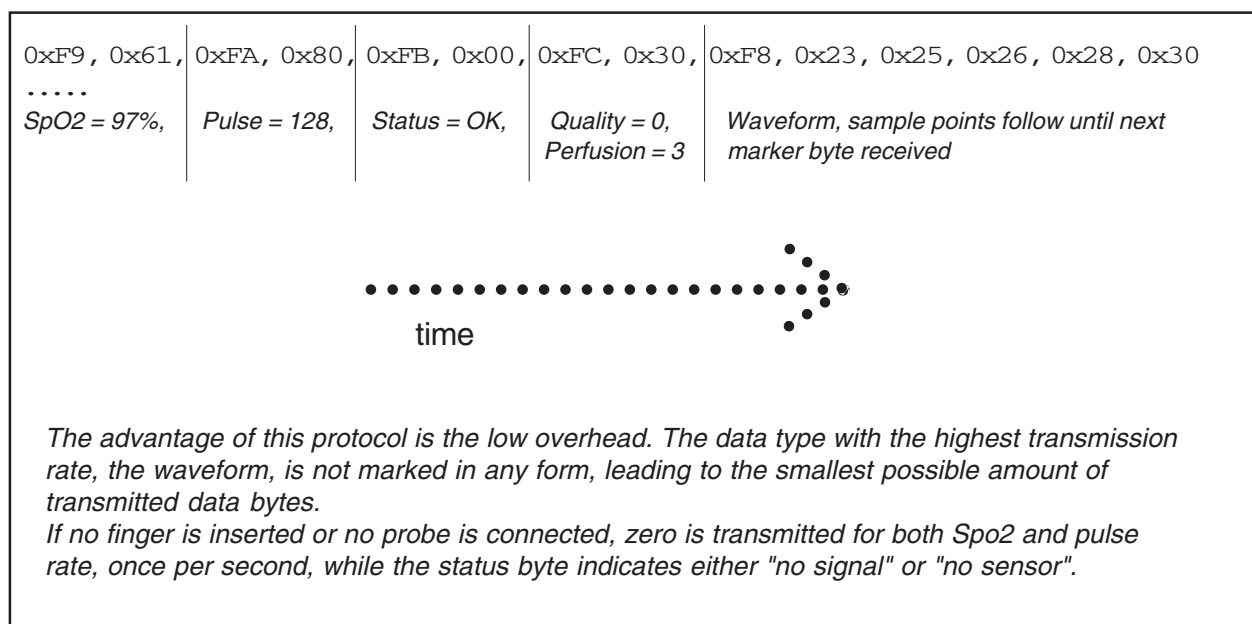 0xF9, 0x61, 0xFA, 0x80, 0xFB, 0x00, 0xFC, 0x30, 0xF8, 0x23, 0x25, 0x26, 0x28, 0x30
.....
SpO2 = 97%, Pulse = 128, Status = OK, Quality = 0, Waveform, sample points follow until next
Perfusion = 3 marker byte received
time
The advantage of this protocol is the low overhead. The data type with the highest transmission
rate, the waveform, is not marked in any form, leading to the smallest possible amount of
transmitted data bytes.
If no finger is inserted or no probe is connected, zero is transmitted for both Spo2 and pulse
rate, once per second, while the status byte indicates either "no signal" or "no sensor".